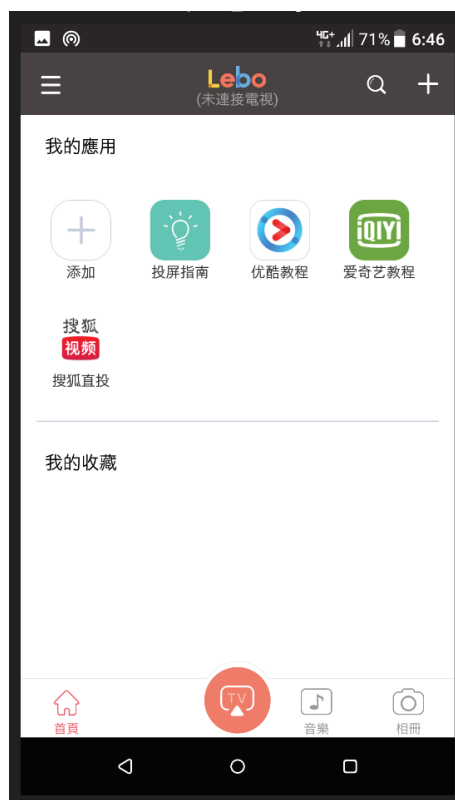 4G+ 71% 6:46
Lebo
(未連接電視)
我的應用
iQIYI
添加 投屏指南 优酷教程 爱奇艺教程
搜狐
视频
搜狐直投
我的收藏
TV
首頁 音樂 相冊